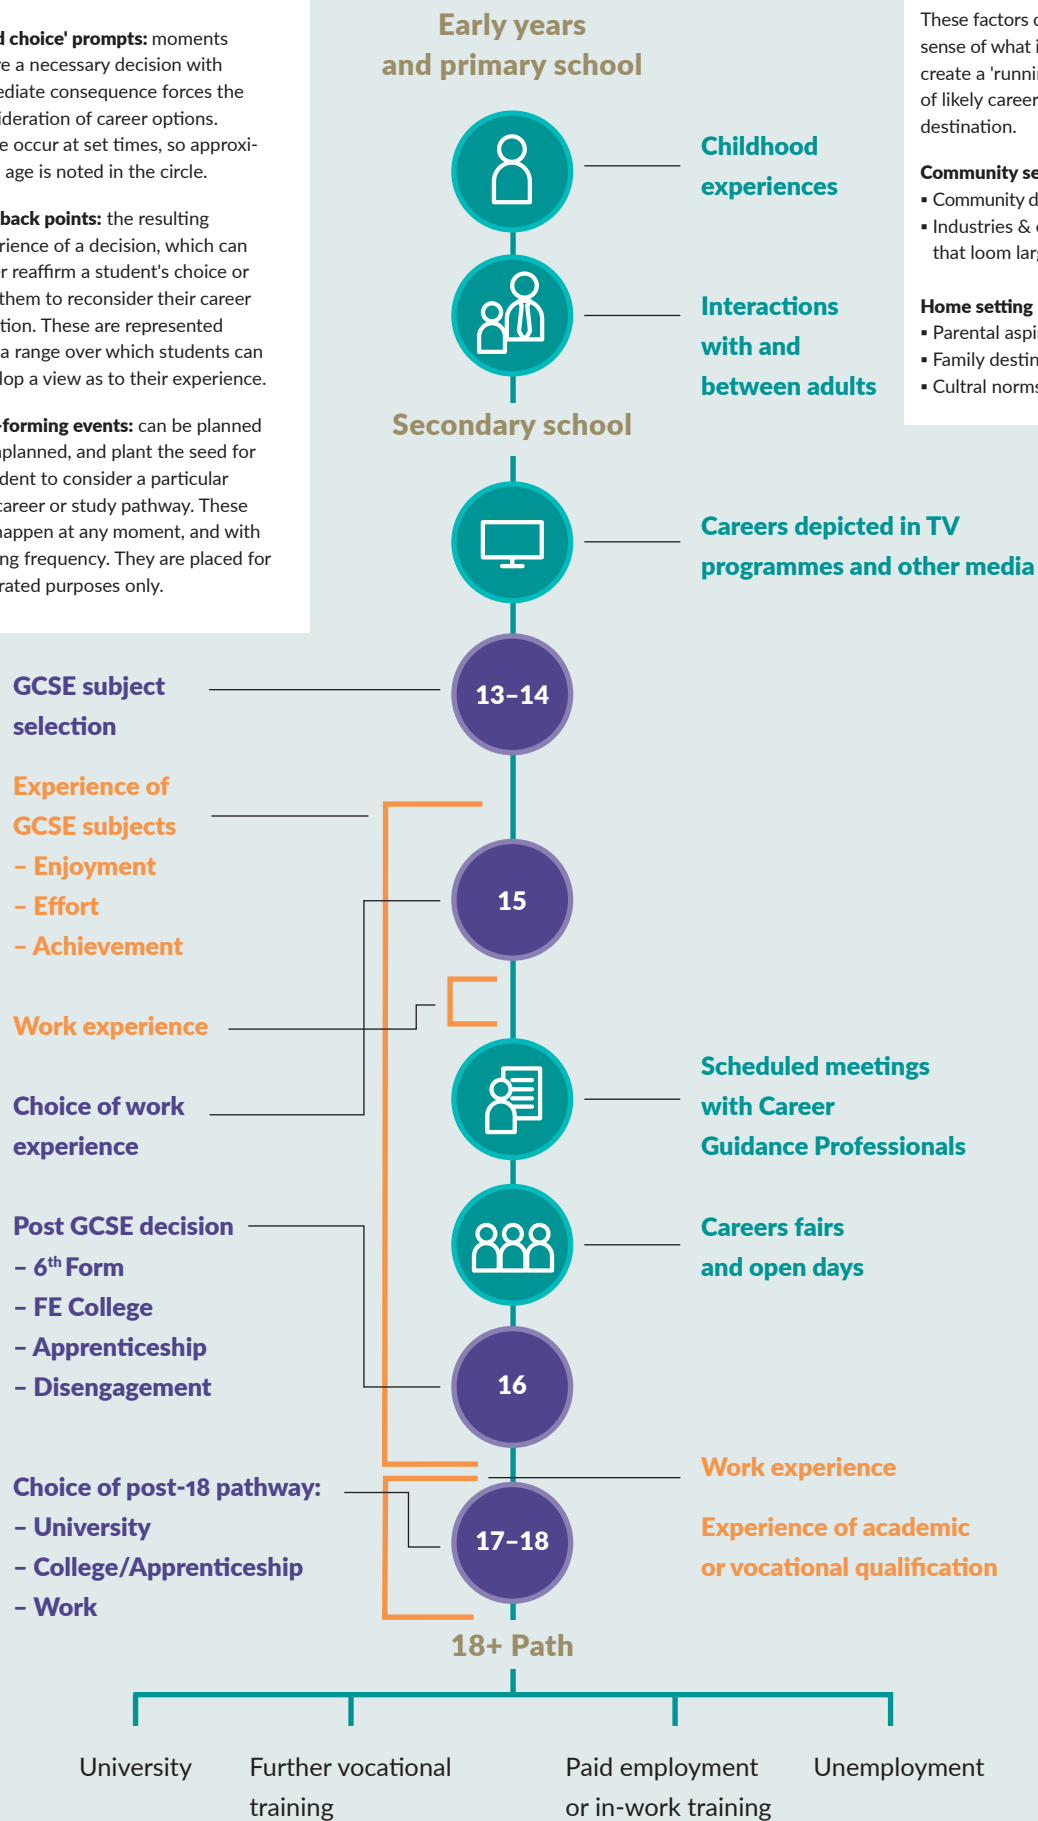 d choice' prompts: moments
e a necessary decision with
ediate consequence forces the
ideration of career options.
e occur at set times, so approxi-
age is noted in the circle.
back points: the resulting
rience of a decision, which can
r reaffirm a student's choice or
them to reconsider their career
tion. These are represented
a range over which students can
lop a view as to their experience.
-forming events: can be planned
nplanned, and plant the seed for
dent to consider a particular
career or study pathway. These
happen at any moment, and with
ng frequency. They are placed for
rated purposes only.
These factors
sense of what i
create a 'runni
of likely career
destination.
Community se
▪ Community d
▪ Industries &
that loom larg
Home setting
▪ Parental aspi
▪ Family destin
▪ Cultral norms
Early years
and primary school
Childhood
experiences
Interactions
with and
between adults
Secondary school
Careers depicted in TV
programmes and other media
GCSE subject
selection
13–14
Experience of
GCSE subjects
– Enjoyment
– Effort
– Achievement
15
Work experience
Choice of work
experience
Scheduled meetings
with Career
Guidance Professionals
Careers fairs
and open days
Post GCSE decision
– 6th Form
– FE College
– Apprenticeship
– Disengagement
16
Work experience
Experience of academic
or vocational qualification
Choice of post-18 pathway:
– University
– College/Apprenticeship
– Work
17–18
18+ Path
University
Further vocational
training
Paid employment
or in-work training
Unemployment